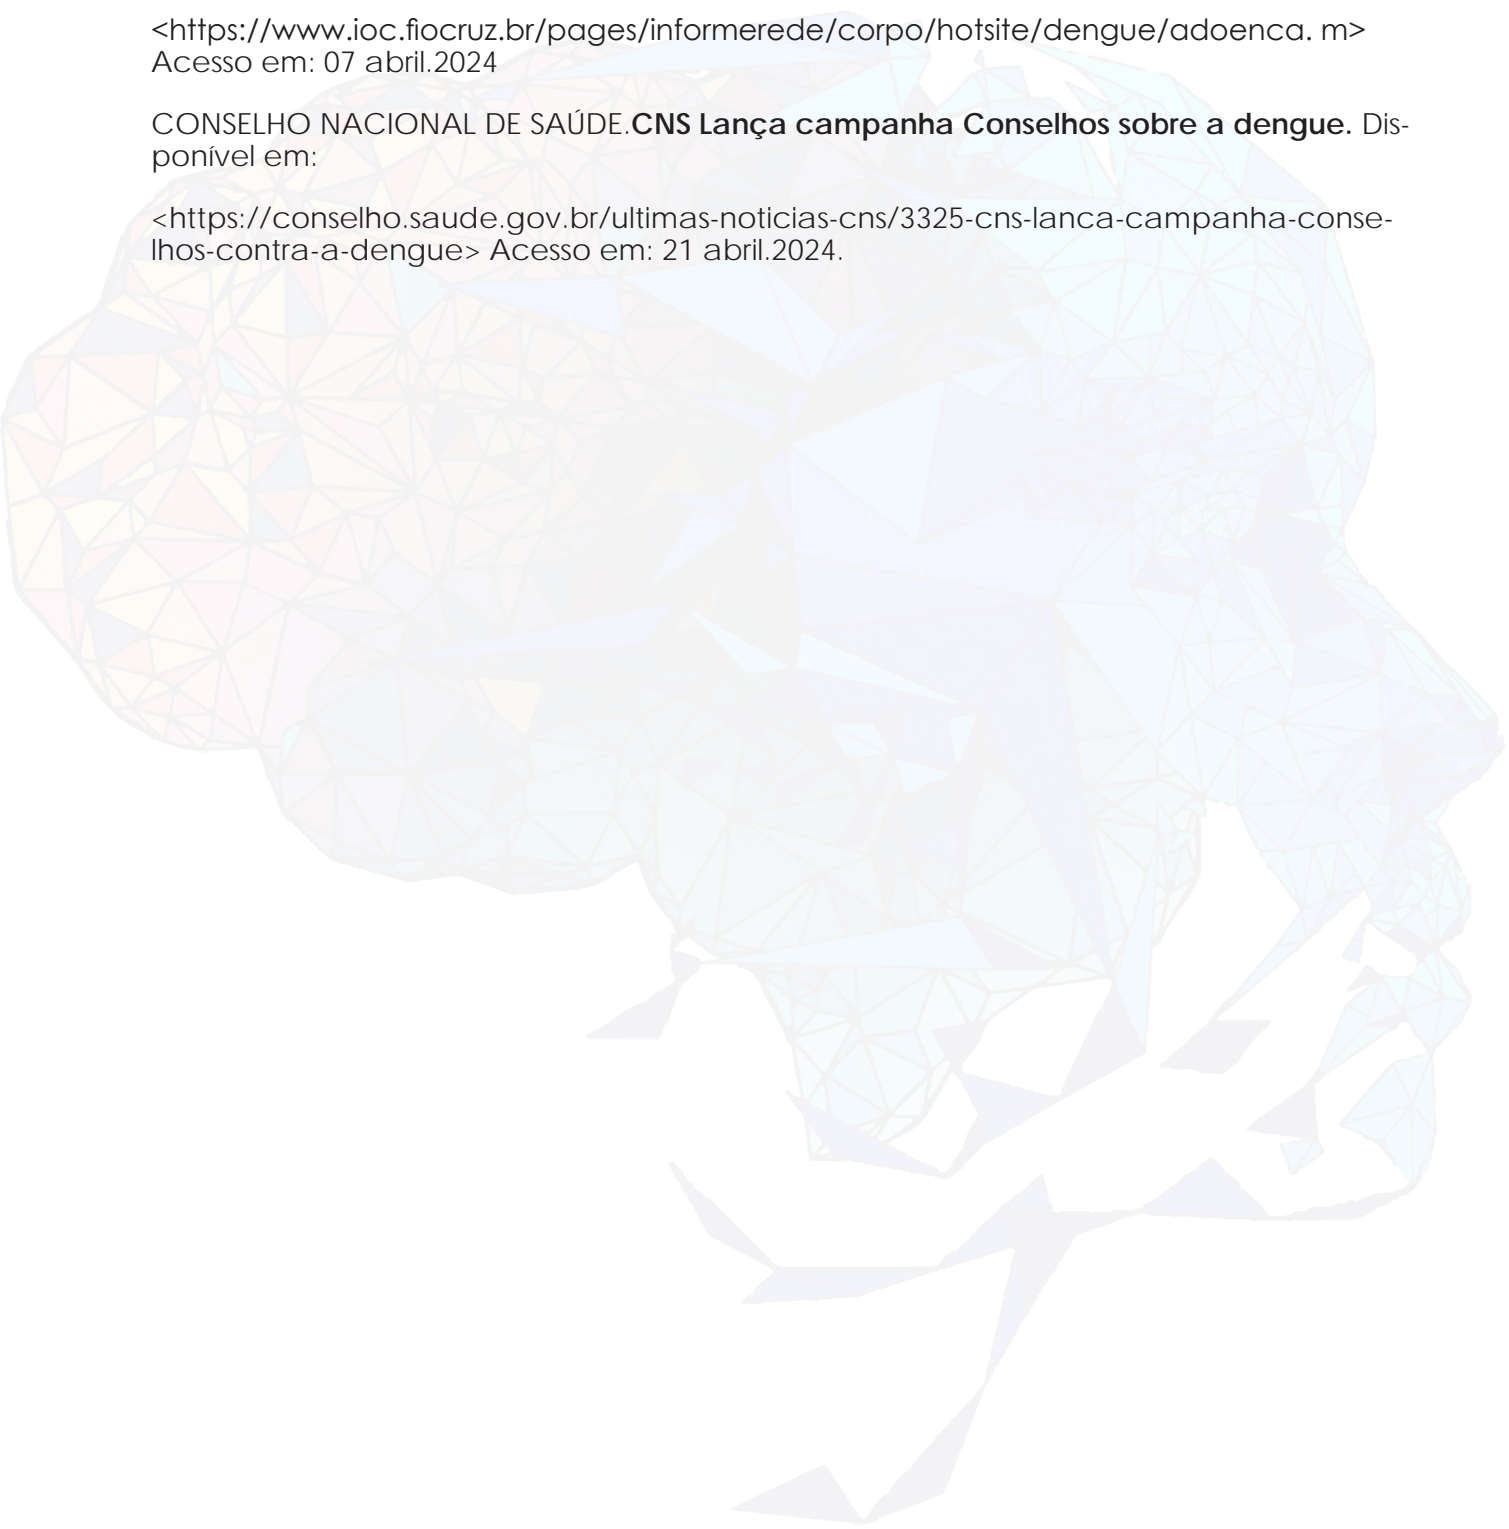 <https://www.ioc.fiocruz.br/pages/informerede/corpo/hotsite/dengue/adoenca. m>
Acesso em: 07 abril.2024
CONSELHO NACIONAL DE SAÚDE.CNS Lança campanha Conselhos sobre a dengue. Dis-
ponível em:
<https://conselho.saude.gov.br/ultimas-noticias-cns/3325-cns-lanca-campanha-conse-
lhos-contra-a-dengue> Acesso em: 21 abril.2024.